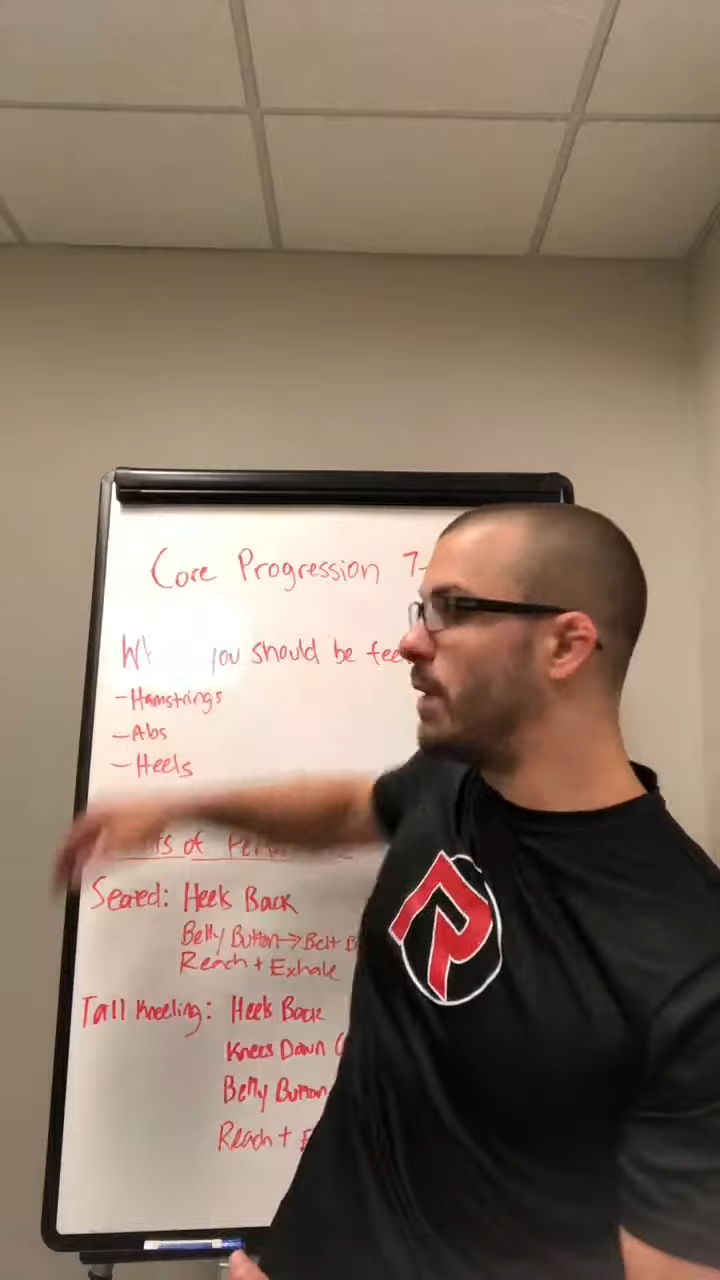 Core Progression 7-
you should be fee
-Hamstrings
-Abs
-Heels
of
Seated: Heels Back
Belly Button→Belt B
Reach + Exhale
Tall Kneeling: Heels Back
Knees Down
Belly Button
Reach +